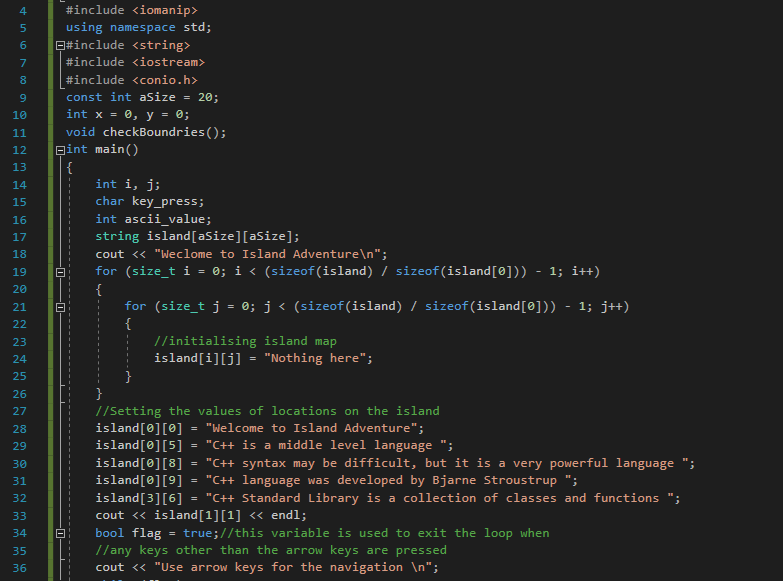 4 #include <iomanip>
5 using namespace std;
6 #include <string>
7 #include <iostream>
8 #include <conio.h>
9 const int aSize = 20;
10 int x = 0, y = 0;
11 void checkBoundries();
12 int main()
13 {
14 int i, j;
15 char key_press;
16 int ascii_value;
17 string island[aSize][aSize];
18 cout << "Weclome to Island Adventure\n";
19 for (size_t i = 0; i < (sizeof(island) / sizeof(island[0])) - 1; i++)
20 {
21 for (size_t j = 0; j < (sizeof(island) / sizeof(island[0])) - 1; j++)
22 {
23 //initialising island map
24 island[i][j] = "Nothing here";
25 }
26 }
27 //Setting the values of locations on the island
28 island[0][0] = "Welcome to Island Adventure";
29 island[0][5] = "C++ is a middle level language ";
30 island[0][8] = "C++ syntax may be difficult, but it is a very powerful language ";
31 island[0][9] = "C++ language was developed by Bjarne Stroustrup ";
32 island[3][6] = "C++ Standard Library is a collection of classes and functions ";
33 cout << island[1][1] << endl;
34 bool flag = true;//this variable is used to exit the loop when
35 //any keys other than the arrow keys are pressed
36 cout << "Use arrow keys for the navigation \n";